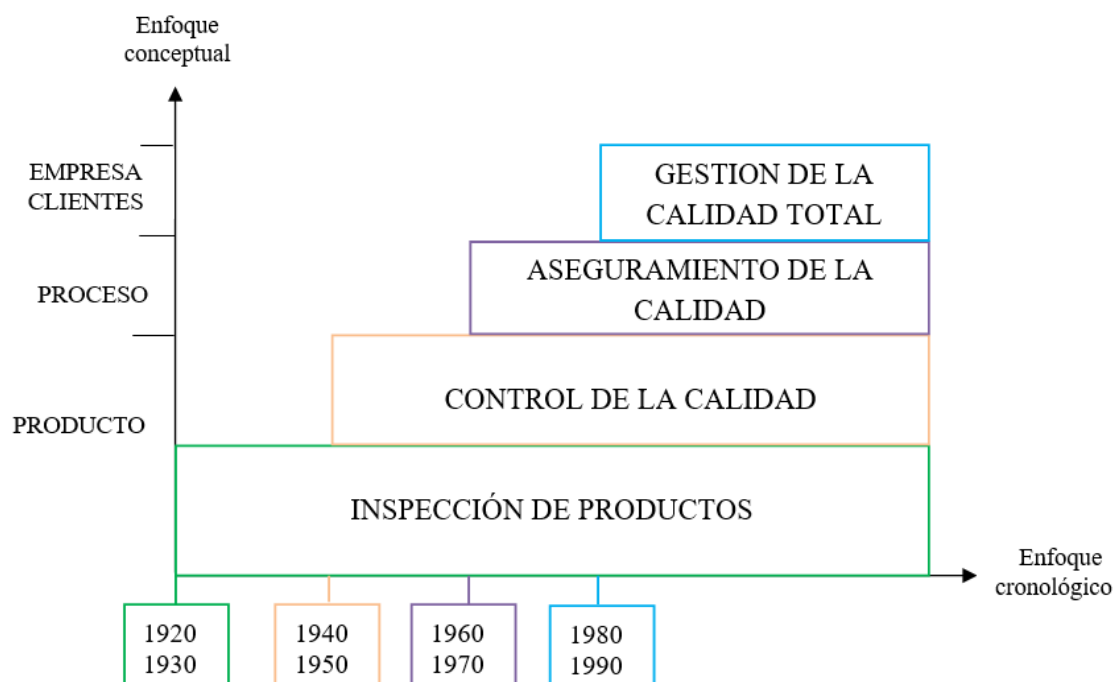 Enfoque
conceptual
EMPRESA
CLIENTES
GESTION DE LA
CALIDAD TOTAL
PROCESO
ASEGURAMIENTO DE LA
CALIDAD
PRODUCTO
CONTROL DE LA CALIDAD
INSPECCIÓN DE PRODUCTOS
Enfoque
cronológico
1920
1930
1940
1950
1960
1970
1980
1990